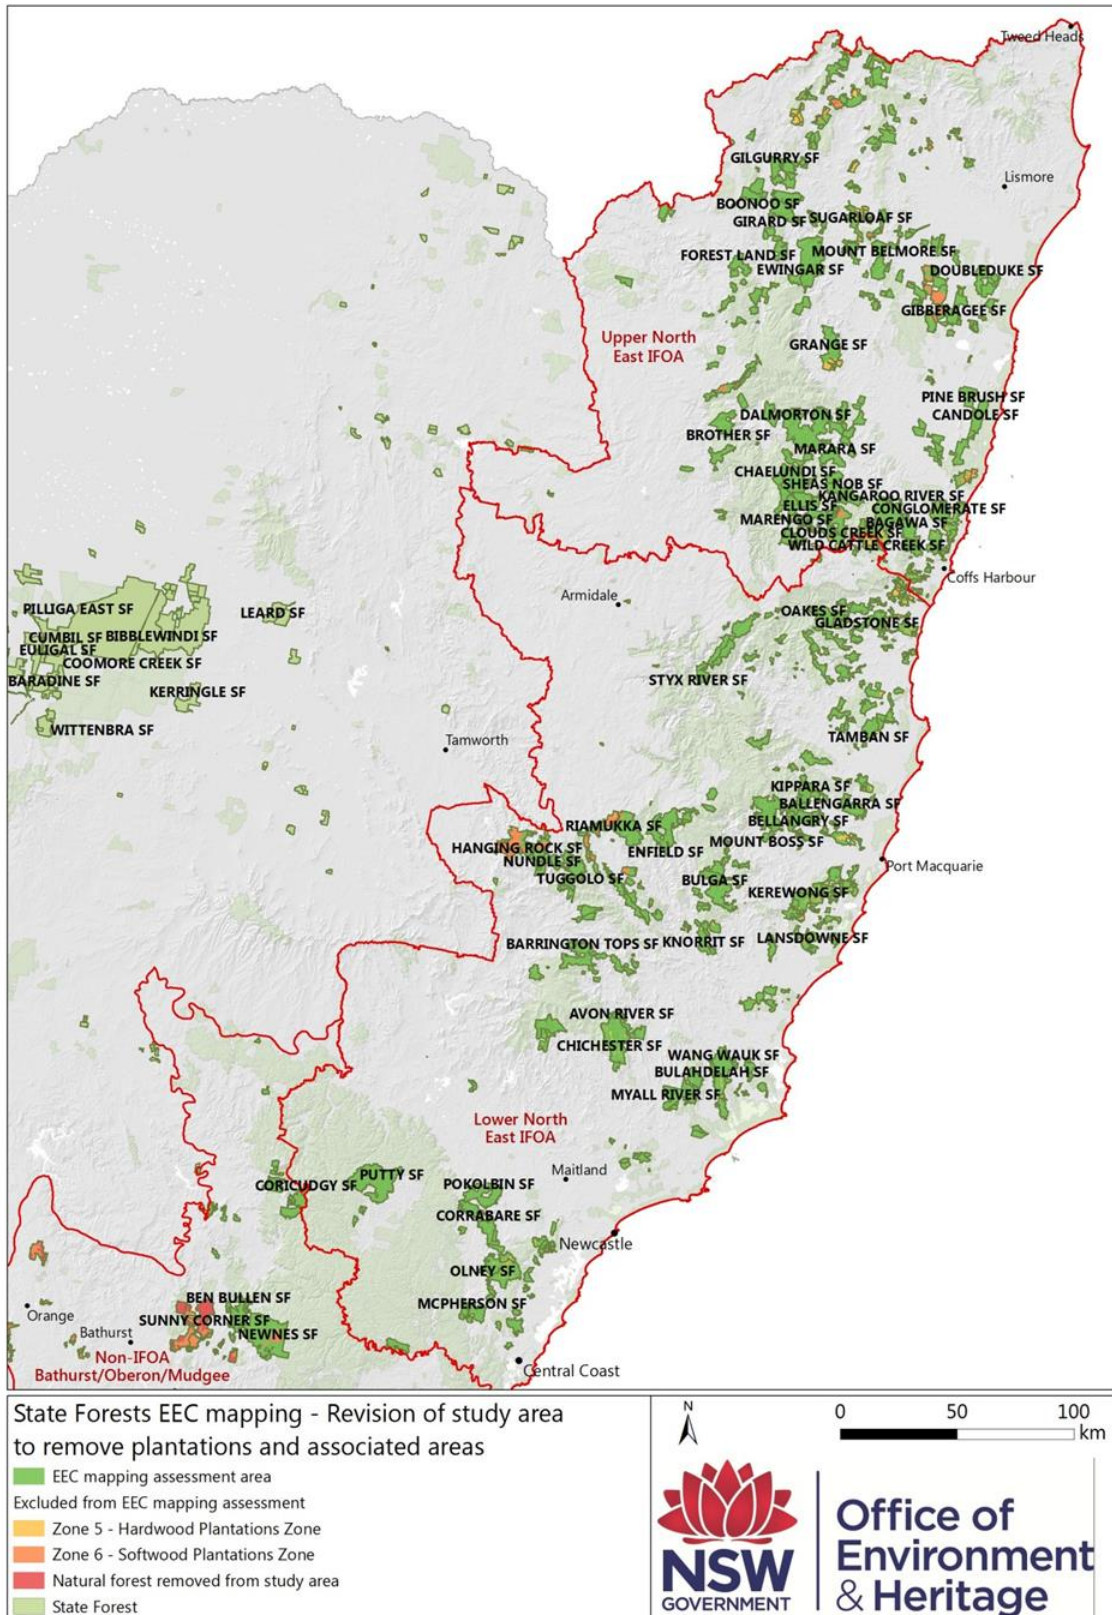 Tweed Heads
GILGURRY SF
Lismore
BOONOO SF
GIRARD SF
SUGARLOAF SF
FOREST LAND SF
MOUNT BELMORE SF
EWINGAR SF
DOUBLEDUKE SF
GIBBERAGEE SF
Upper North
East IFOA
GRANGE SF
PINE BRUSH SF
DALMORTON SF
CANDOLE SF
BROTHER SF
MARARA SF
CHAELUNDI SF
SHEAS NOB SF
KANGAROO RIVER SF
ELLIS SF
CONGLOMERATE SF
MARENGO SF
BAGAWA SF
CLOUDS CREEK SF
WILD CATTLE CREEK SF
Coffs Harbour
Armidale
PILLIGA EAST SF
LEARD SF
OAKES SF
GLADSTONE SF
CUMBIL SF
BIBBLEWINDI SF
EULIGAL SF
COOMORE CREEK SF
BARADINE SF
KERRINGLE SF
STYX RIVER SF
WITTENBRA SF
Tamworth
TAMBAN SF
KIPPARA SF
BALLENGARRA SF
BELLANGRY SF
RIAMUKKA SF
MOUNT BOSS SF
HANGING ROCK SF
ENFIELD SF
NUNDLE SF
Port Macquarie
TUGGOLO SF
BULGA SF
KEREWONG SF
BARRINGTON TOPS SF
KNORRIT SF
LANSDOWNE SF
AVON RIVER SF
CHICHESTER SF
WANG WAUK SF
BULAHDELAH SF
MYALL RIVER SF
Lower North
East IFOA
Maitland
PUTTY SF
CORICUDGY SF
POKOLBIN SF
CORRABARE SF
Newcastle
OLNEY SF
BEN BULLEN SF
MCPHERSON SF
Orange
SUNNY CORNER SF
Bathurst
NEWNES SF
Non-IFOA
Bathurst/Oberon/Mudgee
Central Coast
State Forests EEC mapping - Revision of study area
to remove plantations and associated areas
EEC mapping assessment area
Excluded from EEC mapping assessment
Zone 5 - Hardwood Plantations Zone
Zone 6 - Softwood Plantations Zone
Natural forest removed from study area
State Forest
N
0 50 100
km
NSW
GOVERNMENT
Office of
Environment
& Heritage